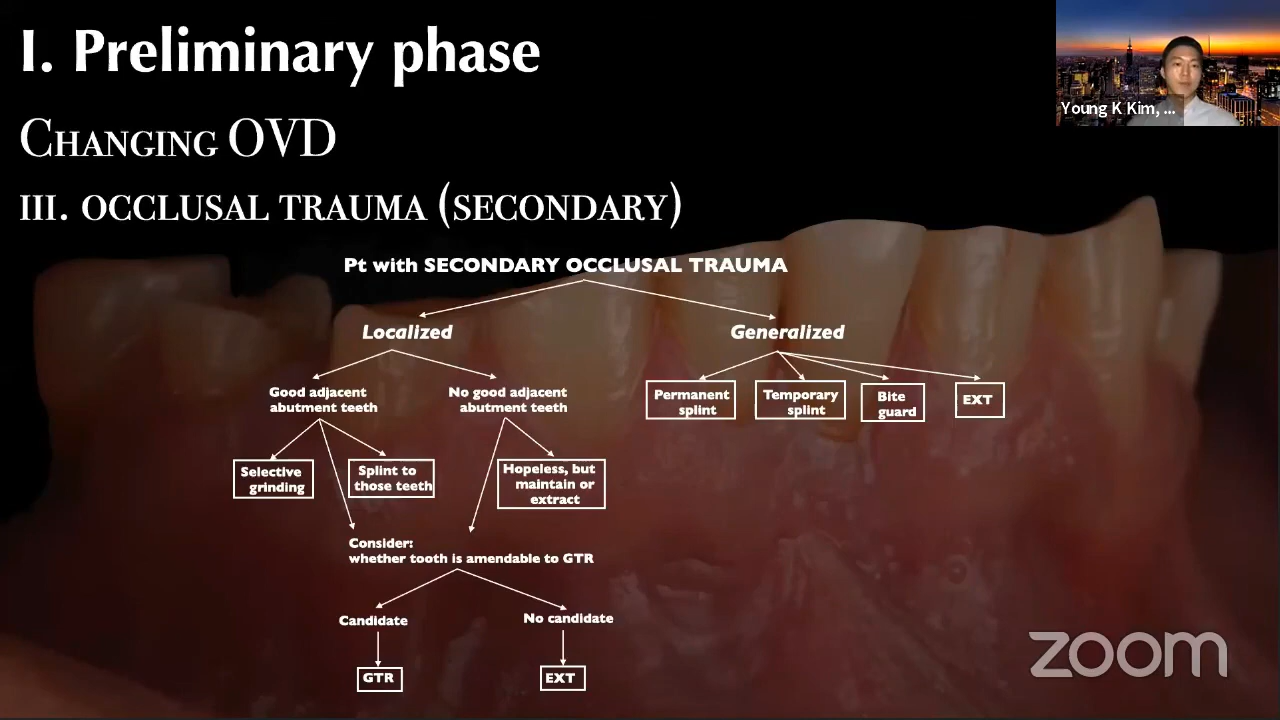 I. Preliminary phase
Young K Kim, ...
CHANGING OVD
III. OCCLUSAL TRAUMA (SECONDARY)
Pt with SECONDARY OCCLUSAL TRAUMA
Localized
Generalized
Good adjacent
abutment teeth
No good adjacent
abutment teeth
Permanent
splint
Temporary
splint
Bite
guard
EXT
Selective
grinding
Splint to
those teeth
Hopeless, but
maintain or
extract
Consider:
whether tooth is amendable to GTR
Candidate
No candidate
GTR
EXT
zoom